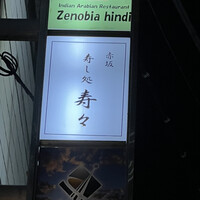 Indian Arabian Restaurant
Zenobia hindi
赤坂
寿し処
寿々